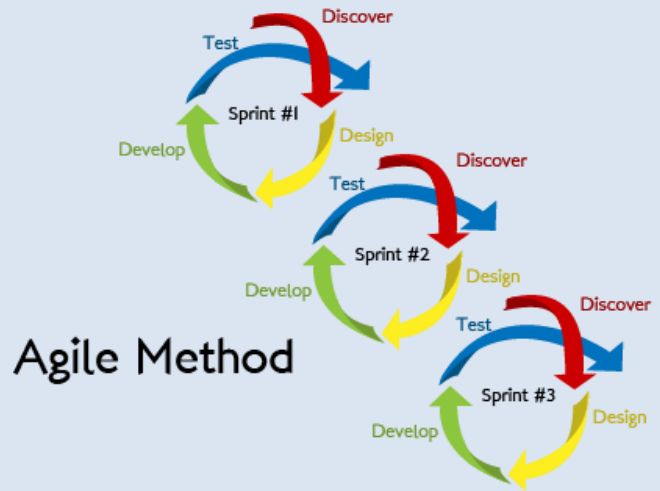 Discover
Test
Sprint #1
Design
Develop
Discover
Test
Sprint #2
Design
Develop
Discover
Test
Agile Method
Sprint #3
Design
Develop